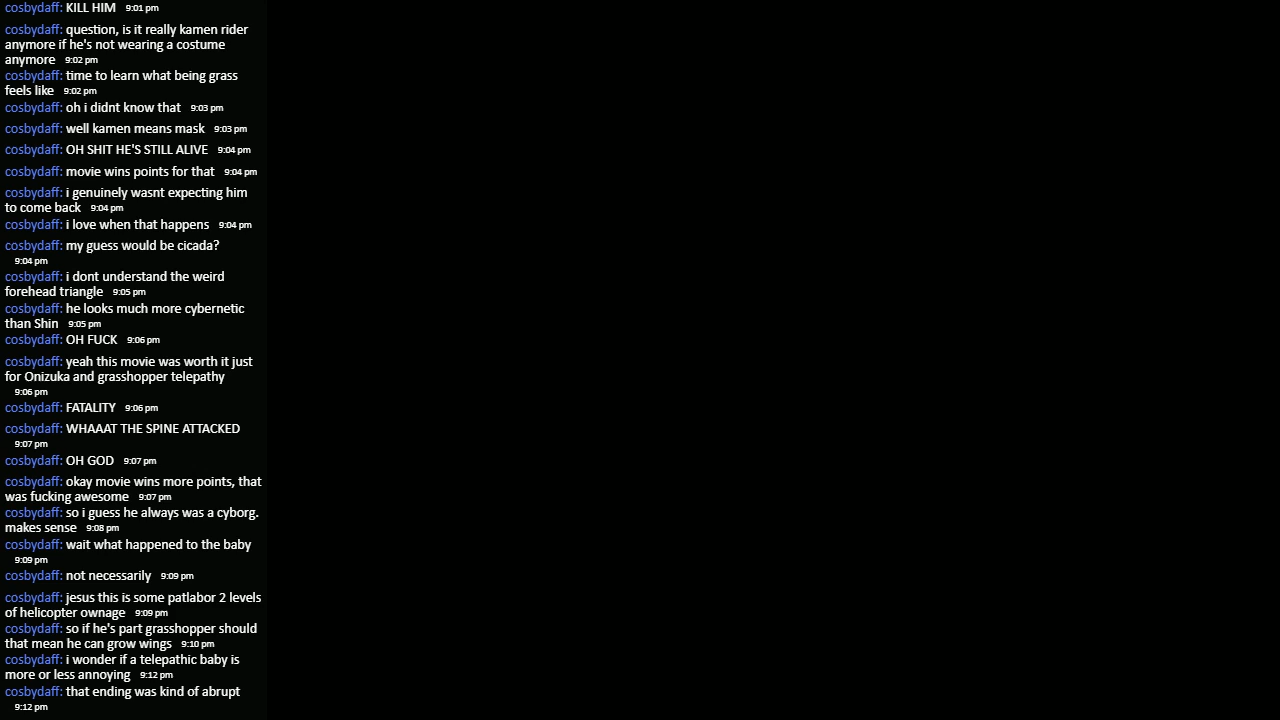 cosbydaff: KILL HIM 9:01 pm
cosbydaff: question, is it really kamen rider
anymore if he's not wearing a costume
anymore 9:02 pm
cosbydaff: time to learn what being grass
feels like 9:02 pm
cosbydaff: oh i didnt know that 9:03 pm
cosbydaff: well kamen means mask 9:03 pm
cosbydaff: OH SHIT HE'S STILL ALIVE 9:04 pm
cosbydaff: movie wins points for that 9:04 pm
cosbydaff: i genuinely wasnt expecting him
to come back 9:04 pm
cosbydaff: i love when that happens 9:04 pm
cosbydaff: my guess would be cicada?
9:04 pm
cosbydaff: i dont understand the weird
forehead triangle 9:05 pm
cosbydaff: he looks much more cybernetic
than Shin 9:05 pm
cosbydaff: OH FUCK 9:06 pm
cosbydaff: yeah this movie was worth it just
for Onizuka and grasshopper telepathy
9:06 pm
cosbydaff: FATALITY 9:06 pm
cosbydaff: WHAAAT THE SPINE ATTACKED
9:07 pm
cosbydaff: OH GOD 9:07 pm
cosbydaff: okay movie wins more points, that
was fucking awesome 9:07 pm
cosbydaff: so i guess he always was a cyborg.
makes sense 9:08 pm
cosbydaff: wait what happened to the baby
9:09 pm
cosbydaff: not necessarily 9:09 pm
cosbydaff: jesus this is some patlabor 2 levels
of helicopter ownage 9:09 pm
cosbydaff: so if he's part grasshopper should
that mean he can grow wings 9:10 pm
cosbydaff: i wonder if a telepathic baby is
more or less annoying 9:12 pm
cosbydaff: that ending was kind of abrupt
9:12 pm